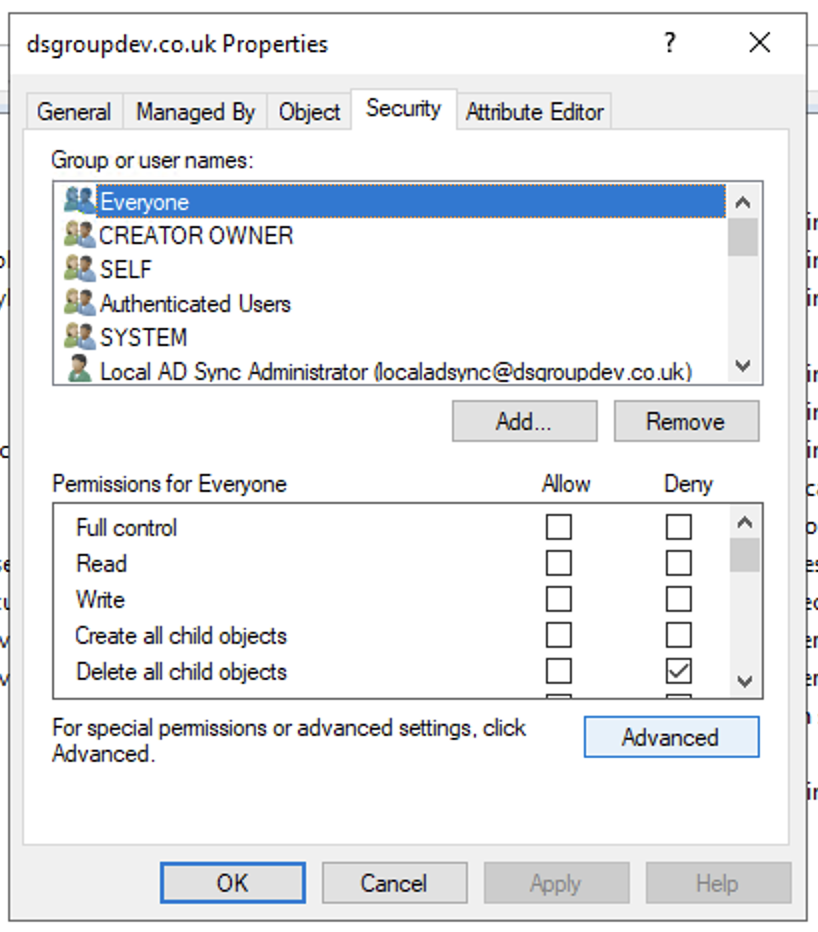 dsgroupdev.co.uk Properties ?
General Managed By Object Security Attribute Editor
Group or user names:
Everyone
CREATOR OWNER
SELF
Authenticated Users
SYSTEM
Local AD Sync Administrator (localadsync@dsgroupdev.co.uk)
Add... Remove
Permissions for Everyone Allow Deny
Full control
Read
Write
Create all child objects
Delete all child objects
For special permissions or advanced settings, click
Advanced.
Advanced
OK Cancel Apply Help